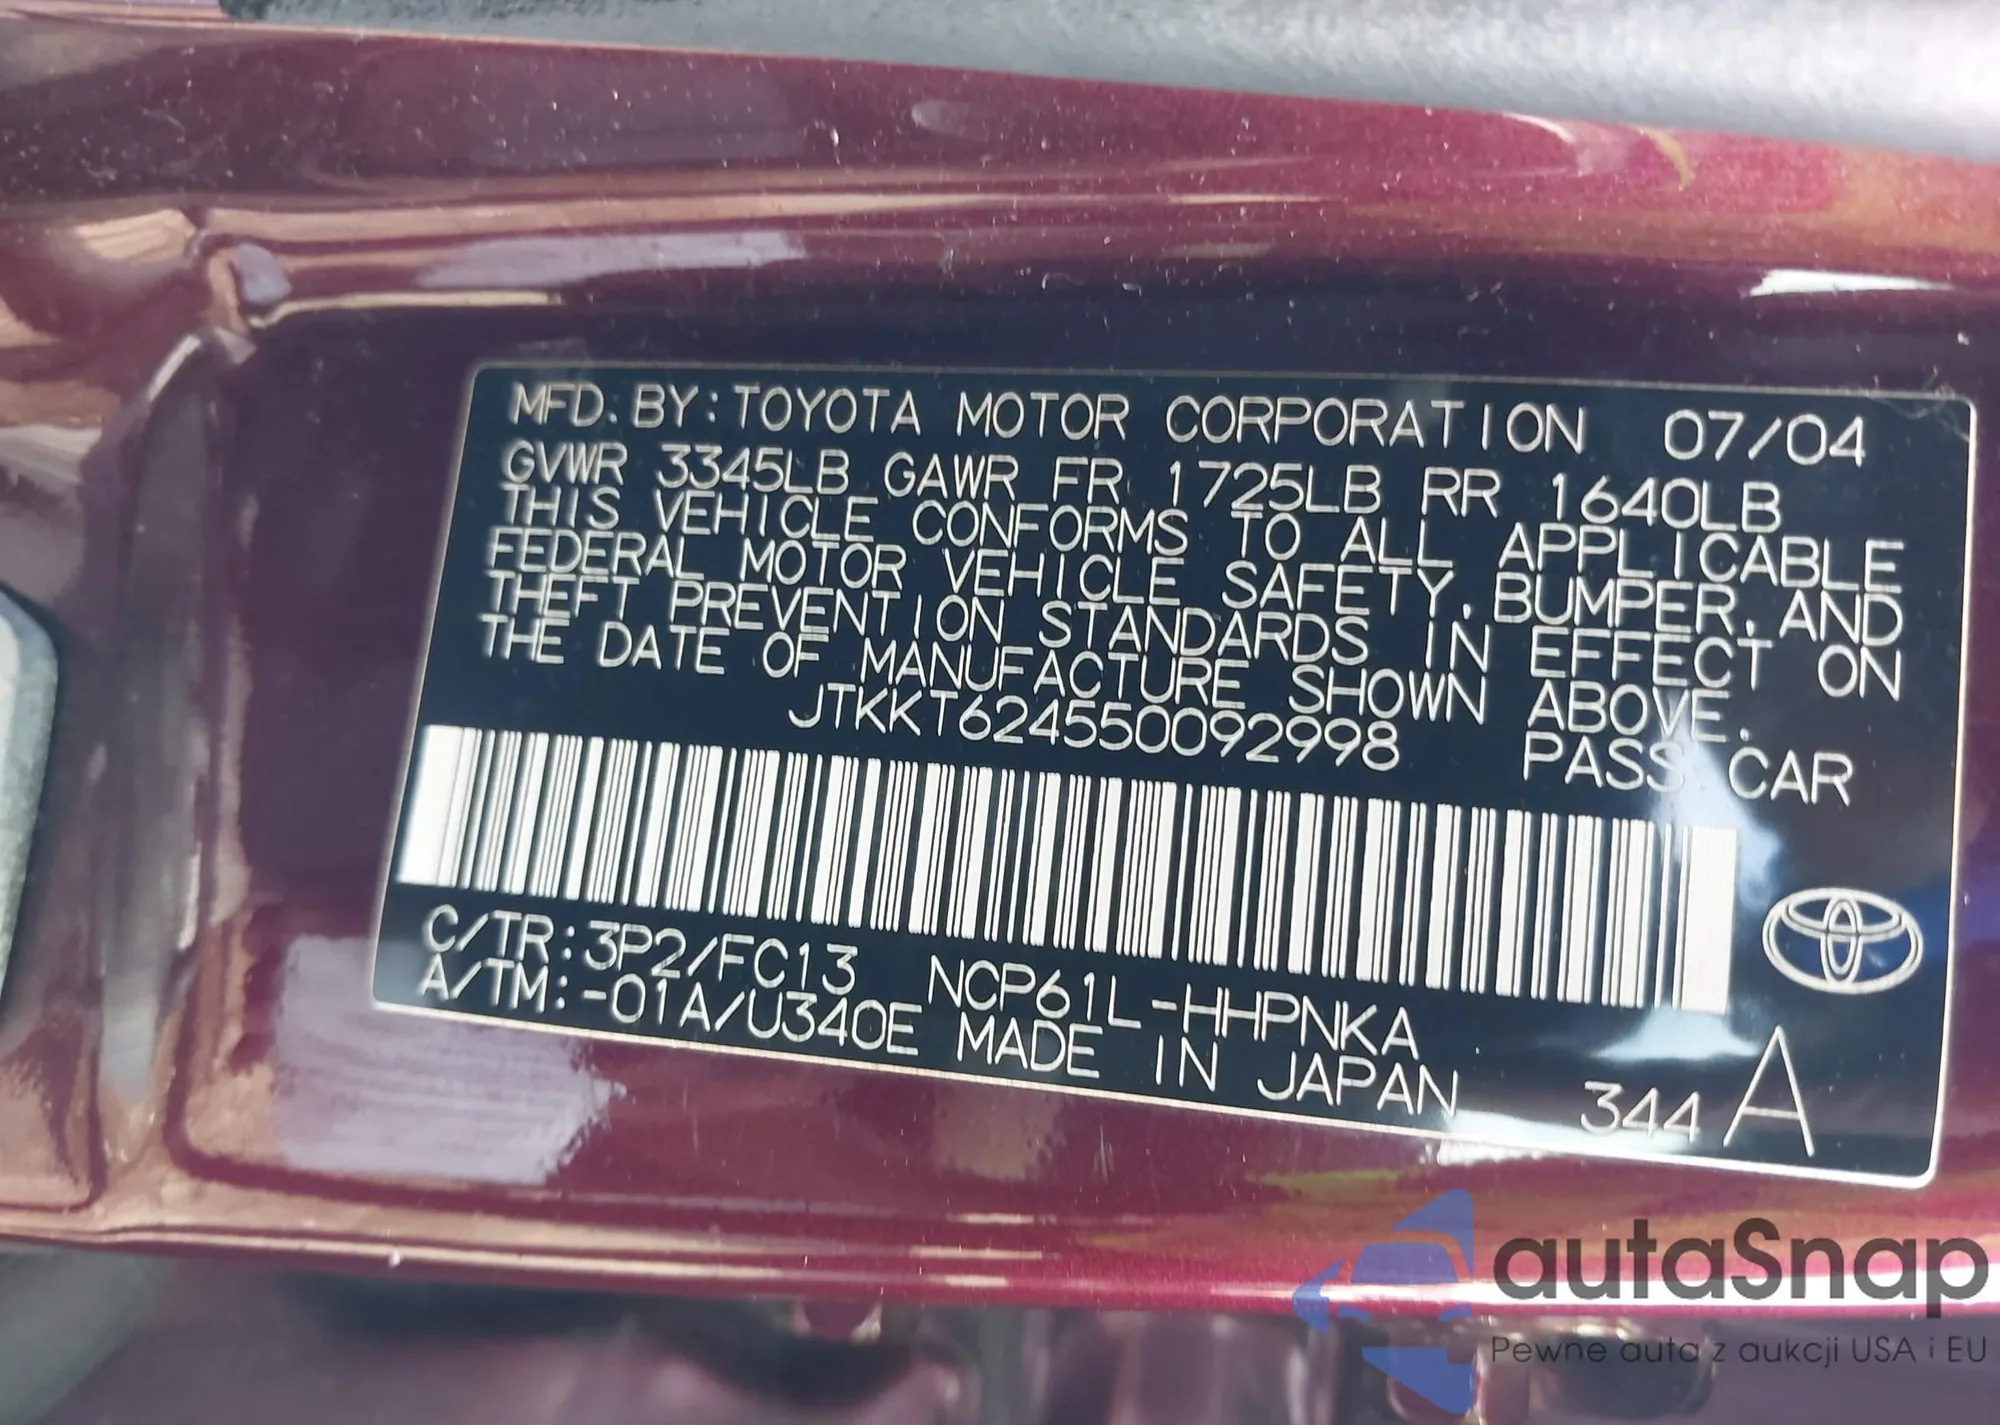 MFD. BY: TOYOTA MOTOR CORPORATION 07/04
GVWR 3345LB GAWR FR 1725LB RR 1640LB
THIS VEHICLE CONFORMS TO ALL APPLICABLE
FEDERAL MOTOR VEHICLE SAFETY, BUMPER, AND
THEFT PREVENTION STANDARDS IN EFFECT ON
THE DATE OF MANUFACTURE SHOWN ABOVE.
JTKKT624550092998 PASS CAR
C/TR: 3P2/FC13 NCP61L-HHPNKA
A/TM: -01A/U340E MADE IN JAPAN 344 A
autaSnap
Pewne auta z aukcji USA i EU